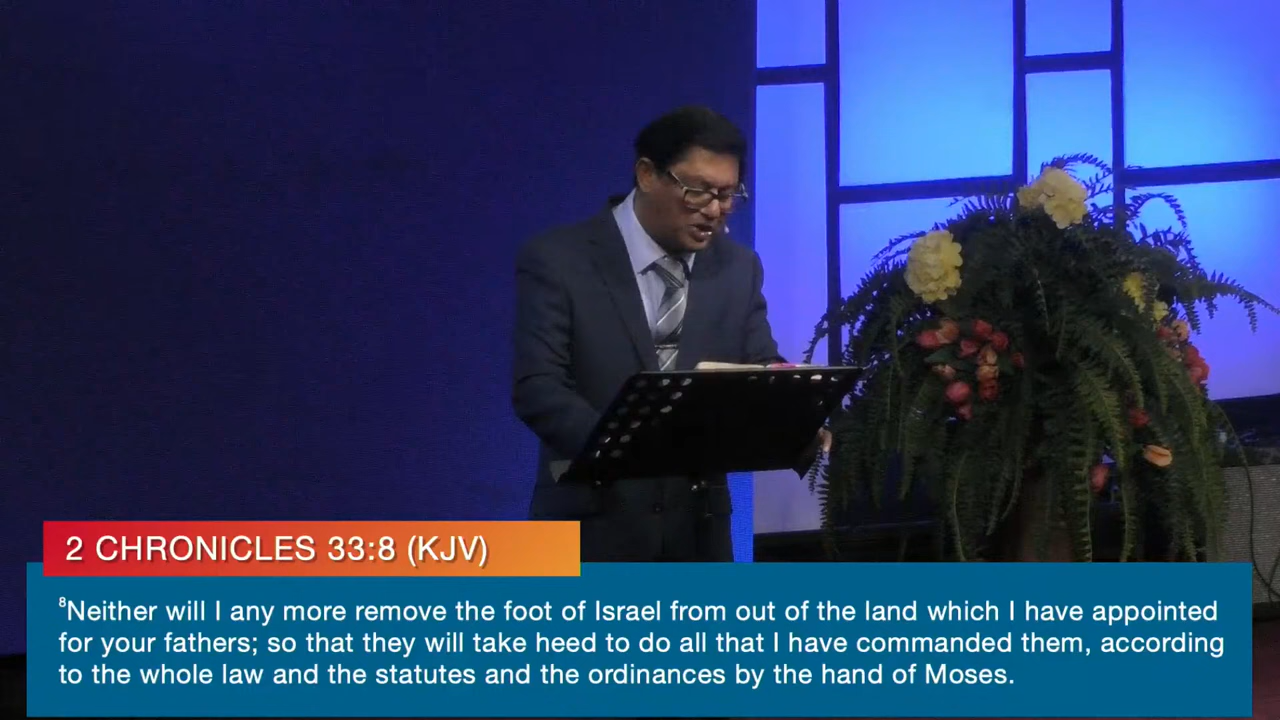 2 CHRONICLES 33:8 (KJV)
⁸Neither will I any more remove the foot of Israel from out of the land which I have appointed
for your fathers; so that they will take heed to do all that I have commanded them, according
to the whole law and the statutes and the ordinances by the hand of Moses.